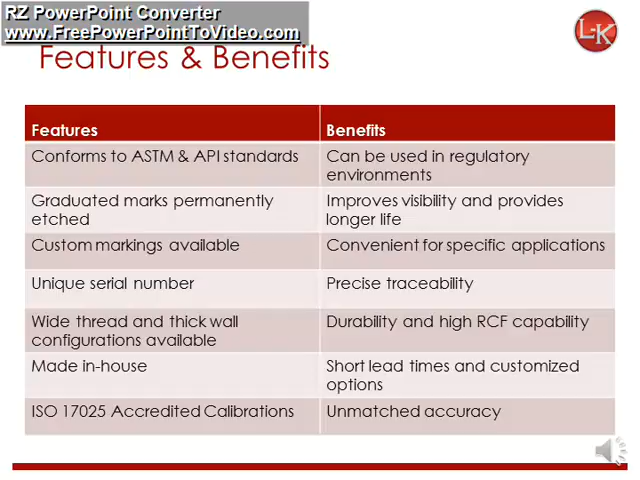 RZ PowerPoint Converter
www.FreePowerPointToVideo.com
Features & Benefits
L-K
Features Benefits
Conforms to ASTM & API standards Can be used in regulatory
environments
Graduated marks permanently
etched
Improves visibility and provides
longer life
Custom markings available Convenient for specific applications
Unique serial number Precise traceability
Wide thread and thick wall
configurations available
Durability and high RCF capability
Made in-house Short lead times and customized
options
ISO 17025 Accredited Calibrations Unmatched accuracy